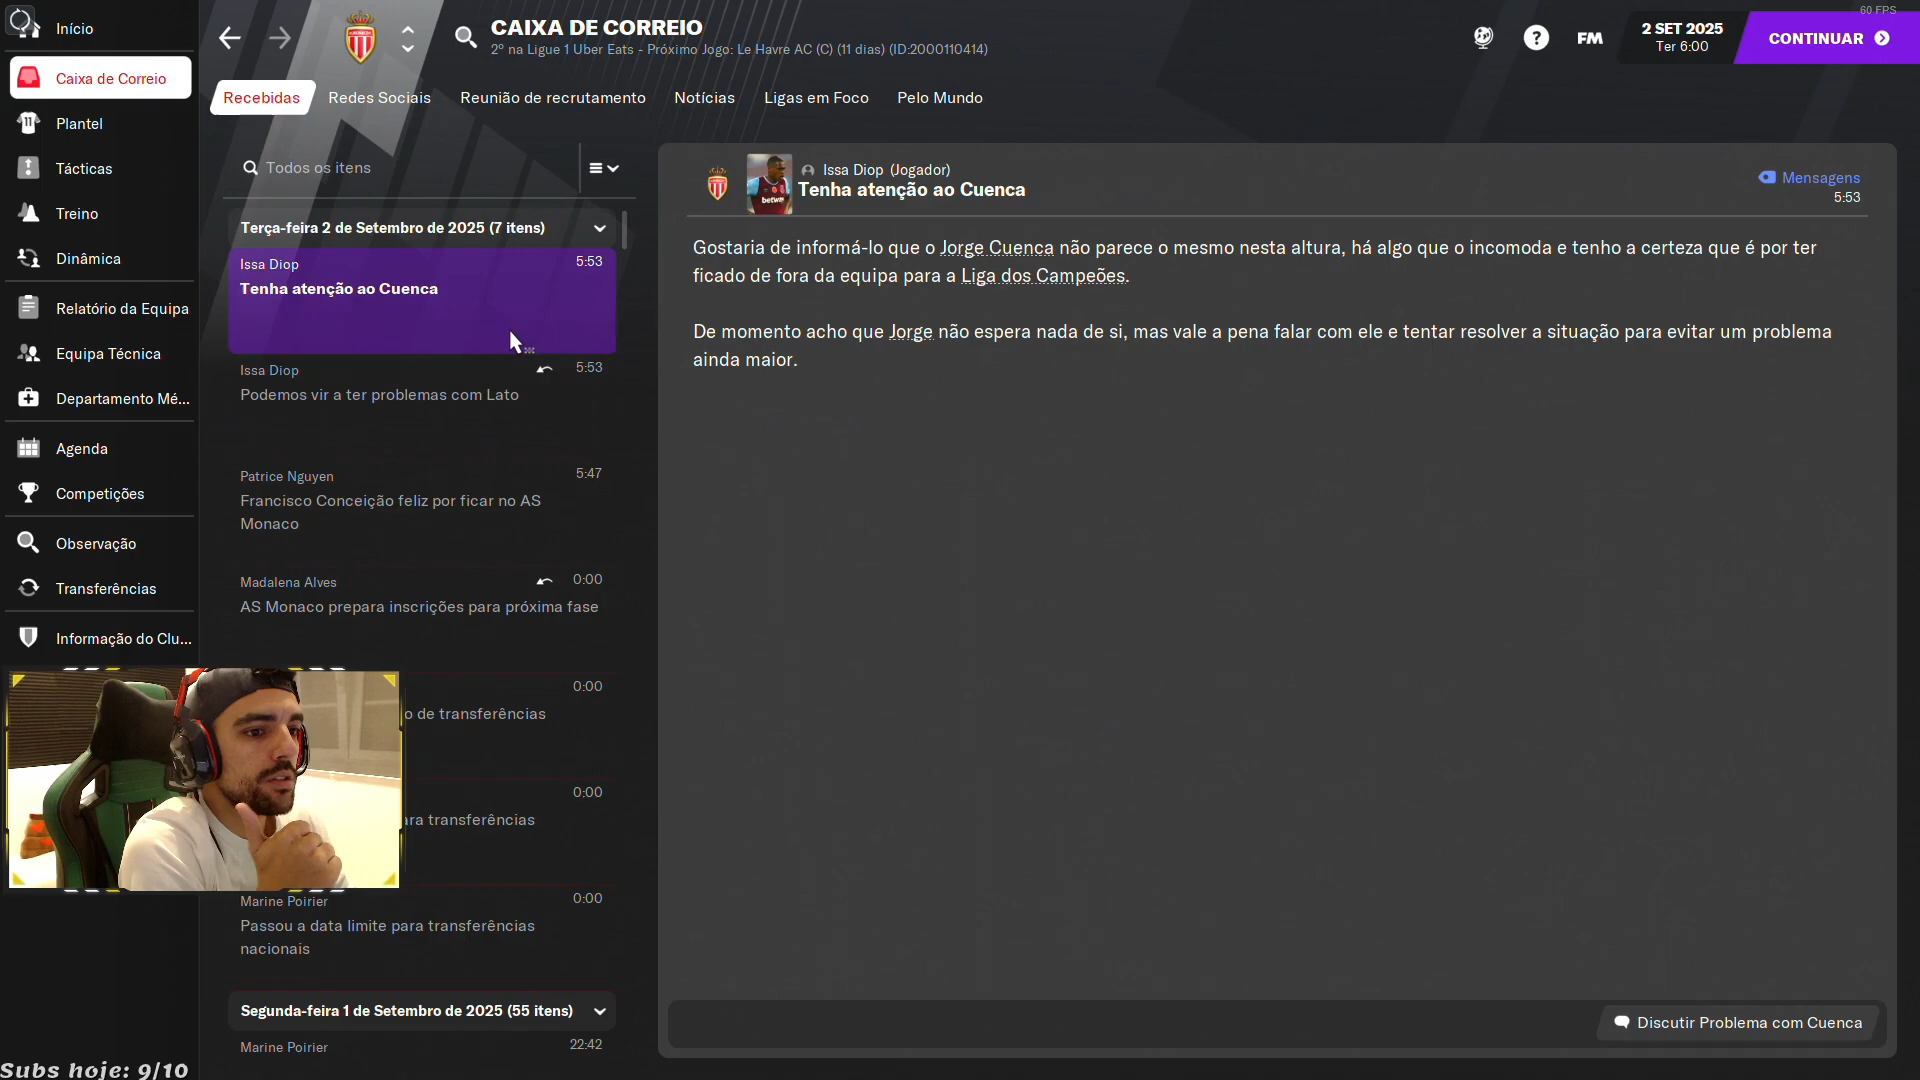 Início
Caixa de Correio
Plantel
Tácticas
Treino
Dinâmica
Relatório da Equipa
Equipa Técnica
Departamento Mé...
Agenda
Competições
Observação
Transferências
Informação do Clu...
CAIXA DE CORREIO
2º na Ligue 1 Uber Eats - Próximo Jogo: Le Havre AC (C) (11 dias) (ID:2000110414)
60 FPS
FM
2 SET 2025
Ter 6:00
CONTINUAR
Recebidas
Redes Sociais
Reunião de recrutamento
Notícias
Ligas em Foco
Pelo Mundo
Todos os itens
Terça-feira 2 de Setembro de 2025 (7 itens)
Issa Diop
5:53
Tenha atenção ao Cuenca
Issa Diop
5:53
Podemos vir a ter problemas com Lato
Patrice Nguyen
5:47
Francisco Conceição feliz por ficar no AS
Monaco
Madalena Alves
0:00
AS Monaco prepara inscrições para próxima fase
0:00
o de transferências
0:00
ara transferências
Marine Poirier
0:00
Passou a data limite para transferências
nacionais
Segunda-feira 1 de Setembro de 2025 (55 itens)
Marine Poirier
22:42
Issa Diop (Jogador)
Tenha atenção ao Cuenca
Mensagens
5:53
Gostaria de informá-lo que o Jorge Cuenca não parece o mesmo nesta altura, há algo que o incomoda e tenho a certeza que é por ter
ficado de fora da equipa para a Liga dos Campeões.
De momento acho que Jorge não espera nada de si, mas vale a pena falar com ele e tentar resolver a situação para evitar um problema
ainda maior.
Discutir Problema com Cuenca
betway
11
Subs hoje: 9/10